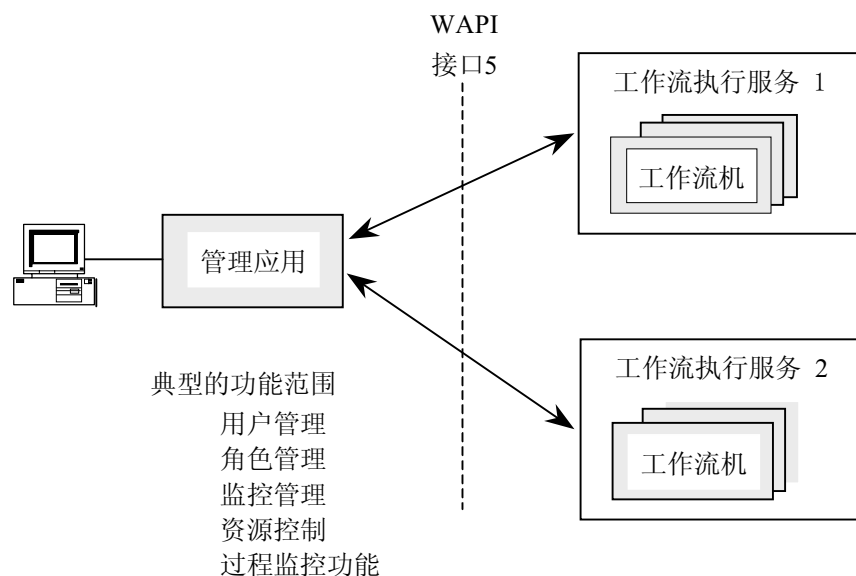 WAPI
接口5
工作流执行服务 1
工作流机
管理应用
工作流执行服务 2
工作流机
典型的功能范围
用户管理
角色管理
监控管理
资源控制
过程监控功能